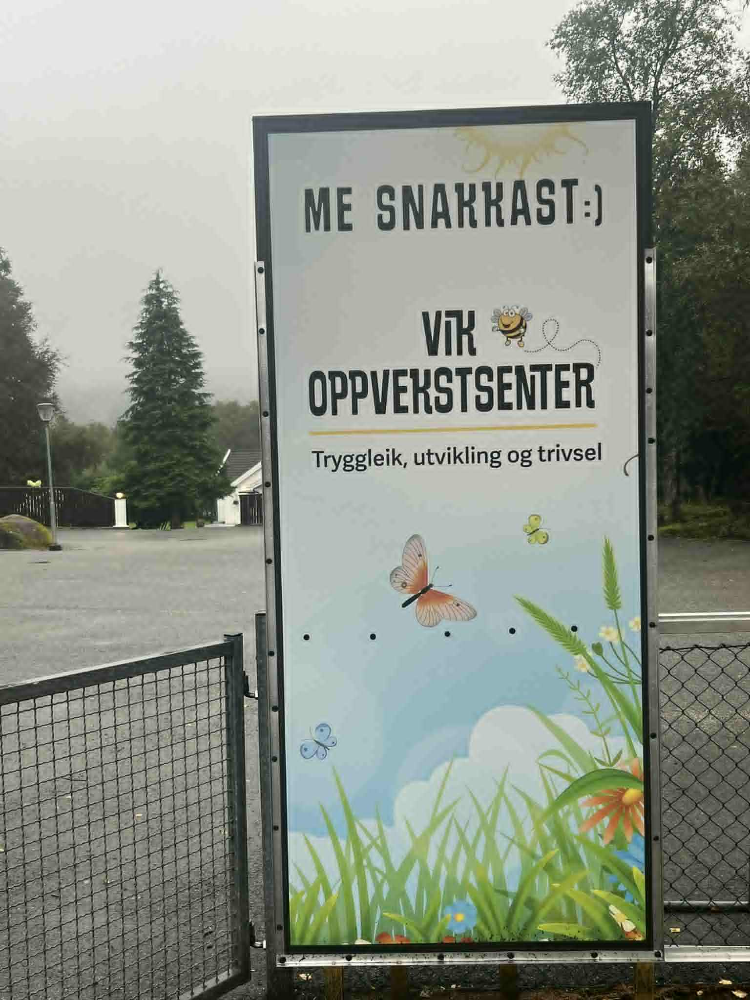 ME SNAKKAST:)
VIK
OPPVEKSTSENTER
Tryggleik, utvikling og trivsel